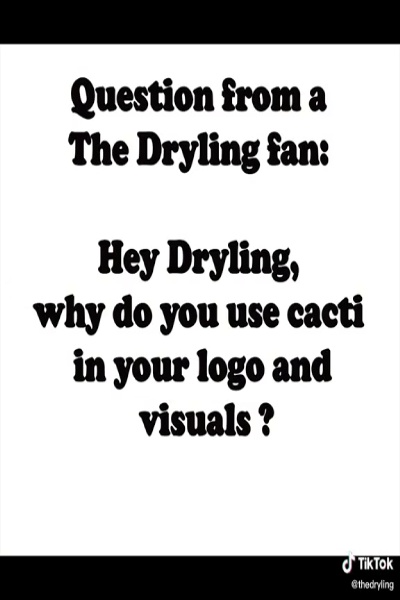 Question from a
The Dryling fan:
Hey Dryling,
why do you use cacti
in your logo and
visuals ?
TikTok
@thedryling